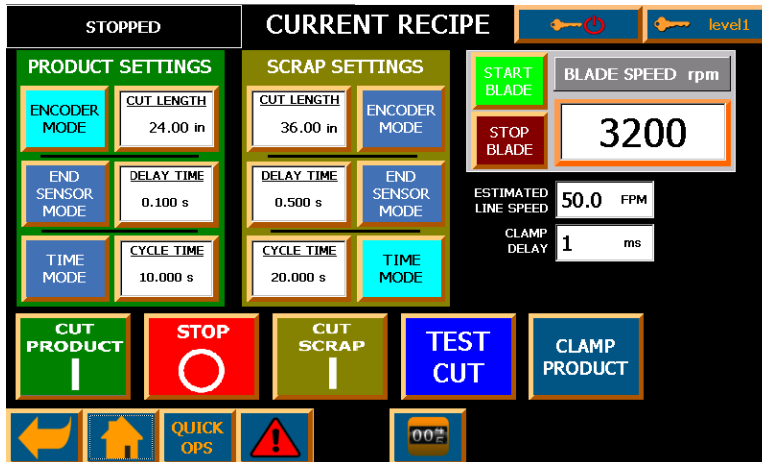 STOPPED
CURRENT RECIPE
level1
PRODUCT SETTINGS
ENCODER
MODE
CUT LENGTH
24.00 in
END
SENSOR
MODE
DELAY TIME
0.100 s
TIME
MODE
CYCLE TIME
10.000 s
SCRAP SETTINGS
CUT LENGTH
36.00 in
ENCODER
MODE
DELAY TIME
0.500 s
END
SENSOR
MODE
CYCLE TIME
20.000 s
TIME
MODE
START
BLADE
STOP
BLADE
BLADE SPEED rpm
3200
ESTIMATED
LINE SPEED
50.0 FPM
CLAMP
DELAY
1 ms
CUT
PRODUCT
STOP
CUT
SCRAP
TEST
CUT
CLAMP
PRODUCT
QUICK
OPS